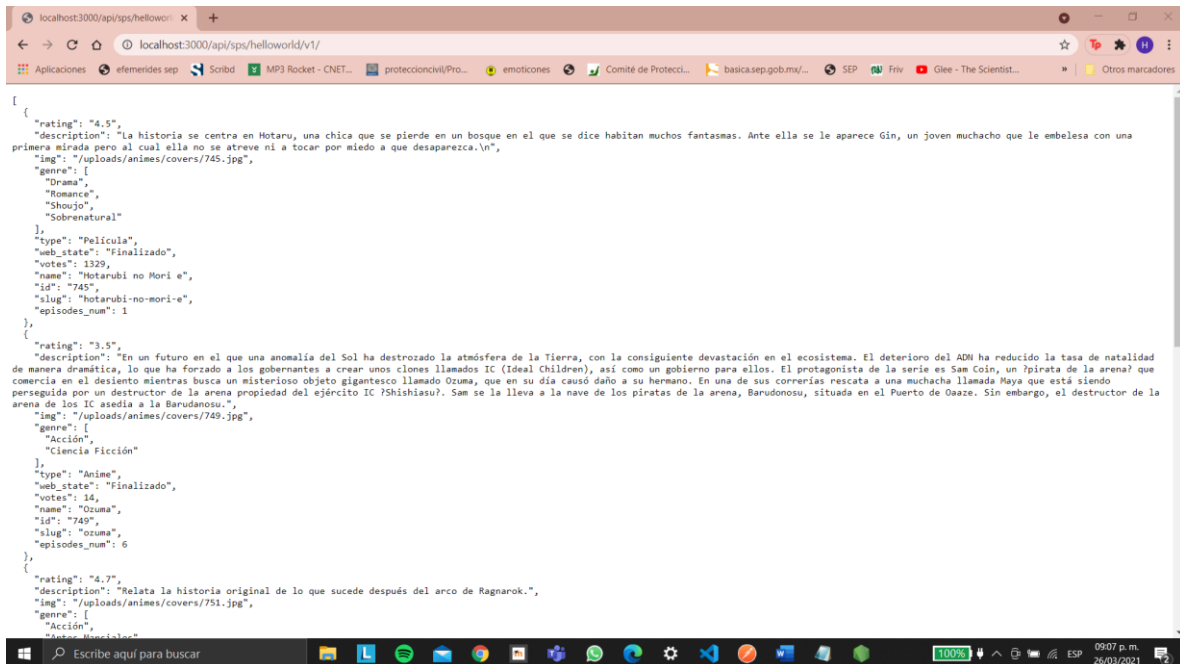 localhost:3000/api/sps/helloworl
localhost:3000/api/sps/helloworld/v1/
Tp
H
Aplicaciones efemerides sep Scribd MP3 Rocket - CNET... proteccioncivil/Pro... emoticones Comité de Protecci... basica.sep.gob.mx/... SEP Friv Glee - The Scientist... » Otros marcadores
[
{
"rating": "4.5",
"description": "La historia se centra en Hotaru, una chica que se pierde en un bosque en el que se dice habitan muchos fantasmas. Ante ella se le aparece Gin, un joven muchacho que le embelesa con una
primera mirada pero al cual ella no se atreve ni a tocar por miedo a que desaparezca.\n",
"img": "/uploads/animes/covers/745.jpg",
"genre": [
"Drama",
"Romance",
"Shoujo",
"Sobrenatural"
],
"type": "Película",
"web_state": "Finalizado",
"votes": 1329,
"name": "Hotarubi no Mori e",
"id": "745",
"slug": "hotarubi-no-mori-e",
"episodes_num": 1
},
{
"rating": "3.5",
"description": "En un futuro en el que una anomalía del Sol ha destrozado la atmósfera de la Tierra, con la consiguiente devastación en el ecosistema. El deterioro del ADN ha reducido la tasa de natalidad
de manera dramática, lo que ha forzado a los gobernantes a crear unos clones llamados IC (Ideal Children), así como un gobierno para ellos. El protagonista de la serie es Sam Coin, un ?pirata de la arena? que
comercia en el desiento mientras busca un misterioso objeto gigantesco llamado Ozuma, que en su día causó daño a su hermano. En una de sus correrías rescata a una muchacha llamada Maya que está siendo
perseguida por un destructor de la arena propiedad del ejército IC ?Shishiasu?. Sam se la lleva a la nave de los piratas de la arena, Barudonosu, situada en el Puerto de Oaaze. Sin embargo, el destructor de la
arena de los IC asedia a la Barudanosu.",
"img": "/uploads/animes/covers/749.jpg",
"genre": [
"Acción",
"Ciencia Ficción"
],
"type": "Anime",
"web_state": "Finalizado",
"votes": 14,
"name": "Ozuma",
"id": "749",
"slug": "ozuma",
"episodes_num": 6
},
{
"rating": "4.7",
"description": "Relata la historia original de lo que sucede después del arco de Ragnarok.",
"img": "/uploads/animes/covers/751.jpg",
"genre": [
"Acción",
"Artes Marciales"
Escribe aquí para buscar
L
100%
ESP
09:07 p. m.
26/03/2021
2